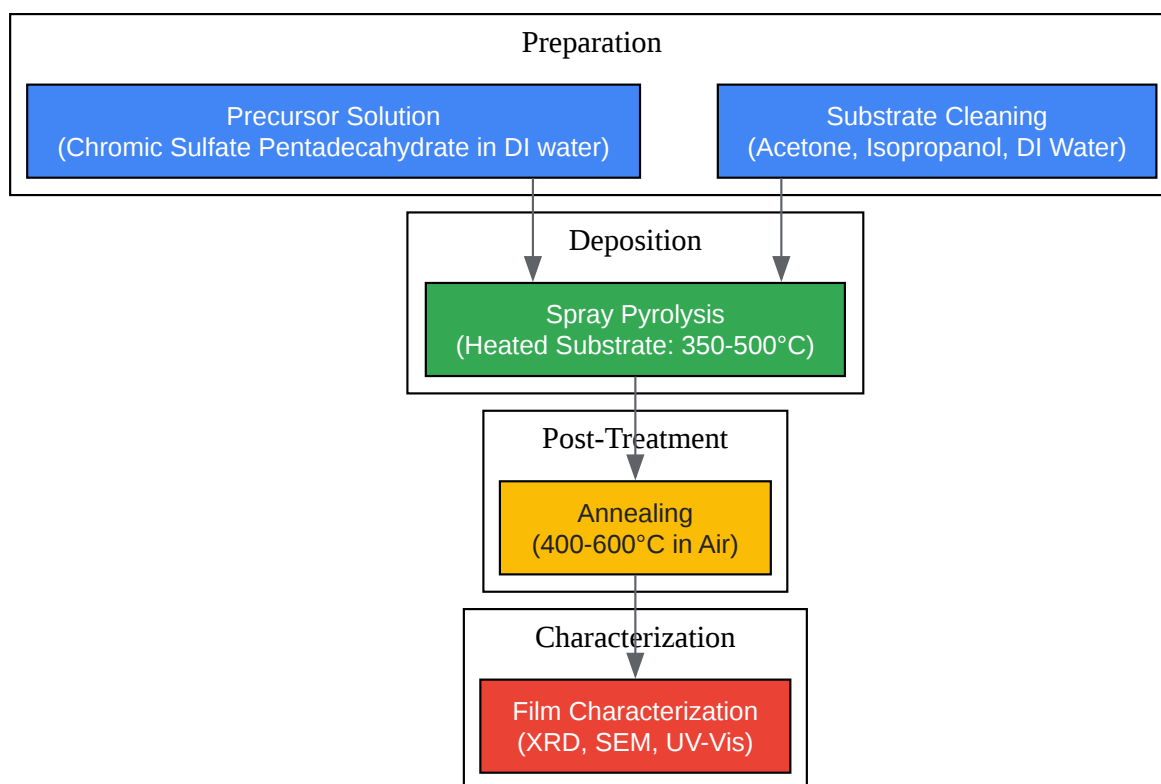 Preparation
Precursor Solution
(Chromic Sulfate Pentadecahydrate in DI water)
Substrate Cleaning
(Acetone, Isopropanol, DI Water)
Deposition
Spray Pyrolysis
(Heated Substrate: 350-500°C)
Post-Treatment
Annealing
(400-600°C in Air)
Characterization
Film Characterization
(XRD, SEM, UV-Vis)